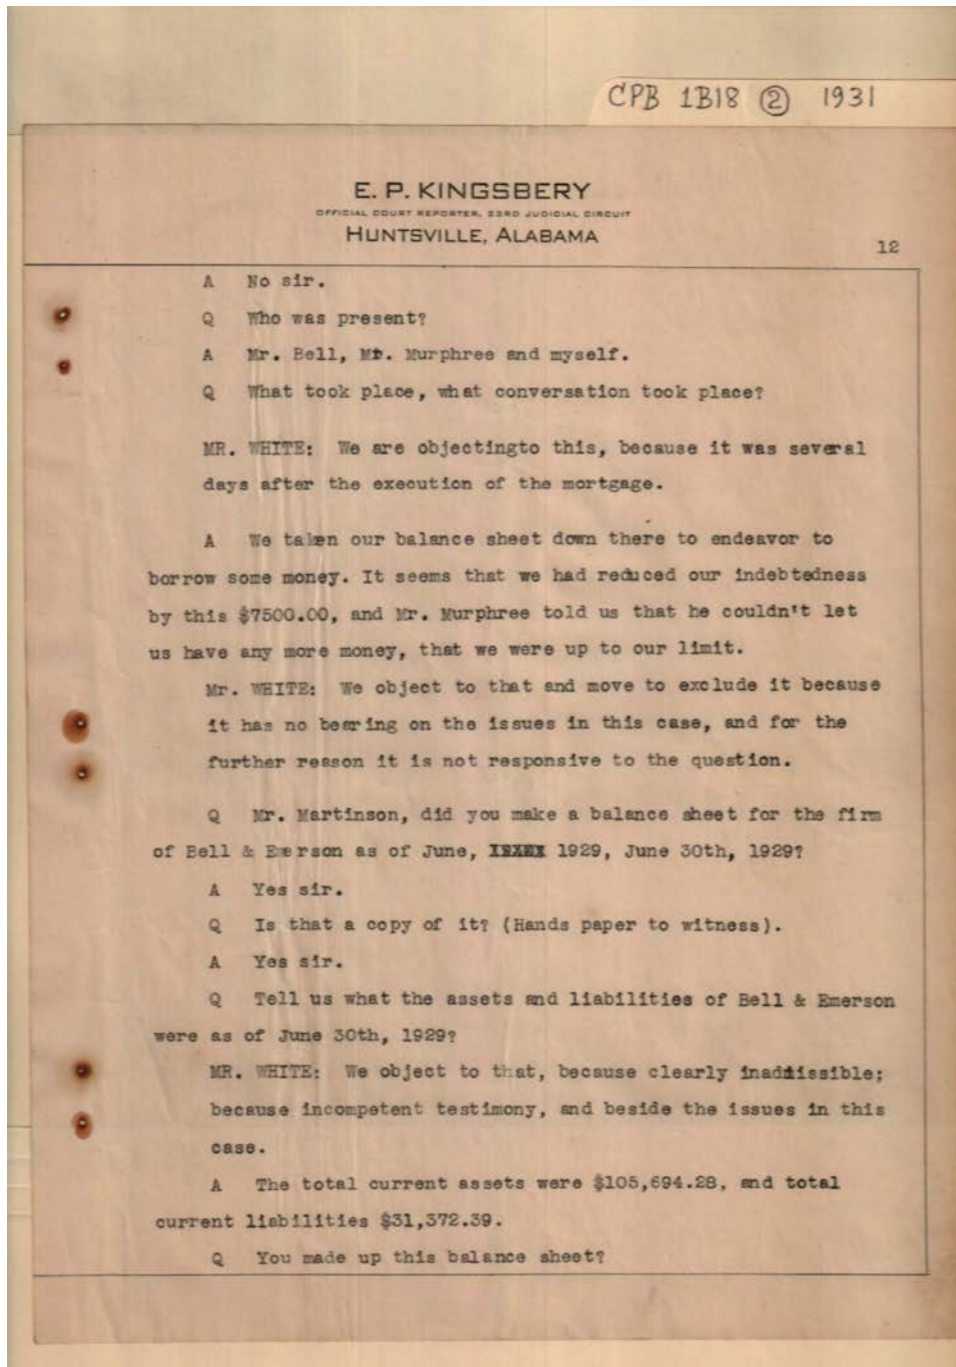 CPB 1B18 ② 1931
E. P. KINGSBERY
OFFICIAL COURT REPORTER, 23RD JUDICIAL CIRCUIT
HUNTSVILLE, ALABAMA
12
A No sir.
Q Who was present?
A Mr. Bell, Mr. Murphree and myself.
Q What took place, what conversation took place?
MR. WHITE: We are objectingto this, because it was several
days after the execution of the mortgage.
A We taken our balance sheet down there to endeavor to
borrow some money. It seems that we had reduced our indebtedness
by this $7500.00, and Mr. Murphree told us that he couldn't let
us have any more money, that we were up to our limit.
Mr. WHITE: We object to that and move to exclude it because
it has no bearing on the issues in this case, and for the
further reason it is not responsive to the question.
Q Mr. Martinson, did you make a balance sheet for the firm
of Bell & Emerson as of June, 1929, June 30th, 1929?
A Yes sir.
Q Is that a copy of it? (Hands paper to witness).
A Yes sir.
Q Tell us what the assets and liabilities of Bell & Emerson
were as of June 30th, 1929?
MR. WHITE: We object to that, because clearly inadmissible;
because incompetent testimony, and beside the issues in this
case.
A The total current assets were $105,694.28, and total
current liabilities $31,372.39.
Q You made up this balance sheet?